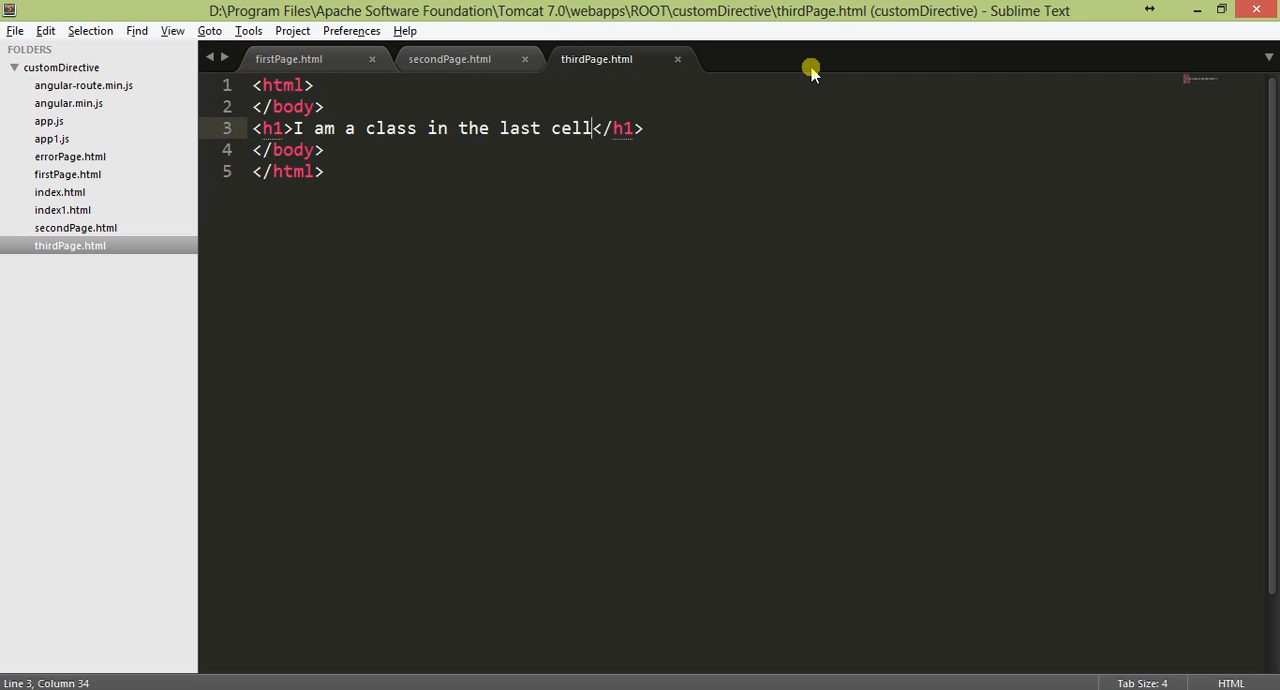 D:\Program Files\Apache Software Foundation\Tomcat 7.0\webapps\ROOT\customDirective\thirdPage.html (customDirective) - Sublime Text
File Edit Selection Find View Goto Tools Project Preferences Help
FOLDERS
customDirective
angular-route.min.js
angular.min.js
app.js
app1.js
errorPage.html
firstPage.html
index.html
index1.html
secondPage.html
thirdPage.html
firstPage.html × secondPage.html × thirdPage.html ×
1 <html>
2 </body>
3 <h1>I am a class in the last cell</h1>
4 </body>
5 </html>
Line 3, Column 34 Tab Size: 4 HTML